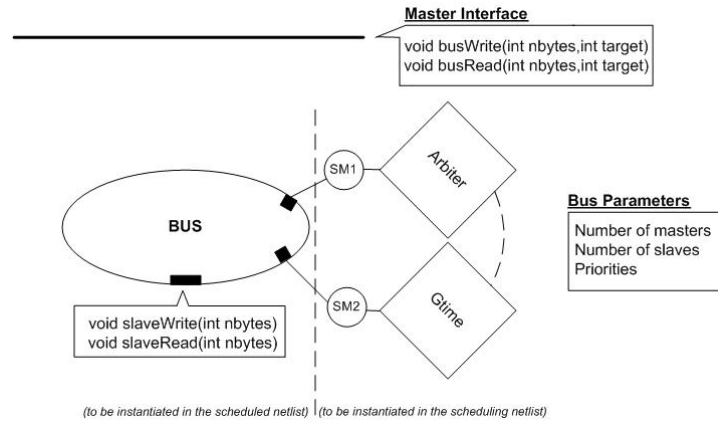 Master Interface
void busWrite(int nbytes,int target)
void busRead(int nbytes,int target)
SM1
Arbiter
BUS
Bus Parameters
Number of masters
Number of slaves
Priorities
SM2
Gtime
void slaveWrite(int nbytes)
void slaveRead(int nbytes)
(to be instantiated in the scheduled netlist)
(to be instantiated in the scheduling netlist)